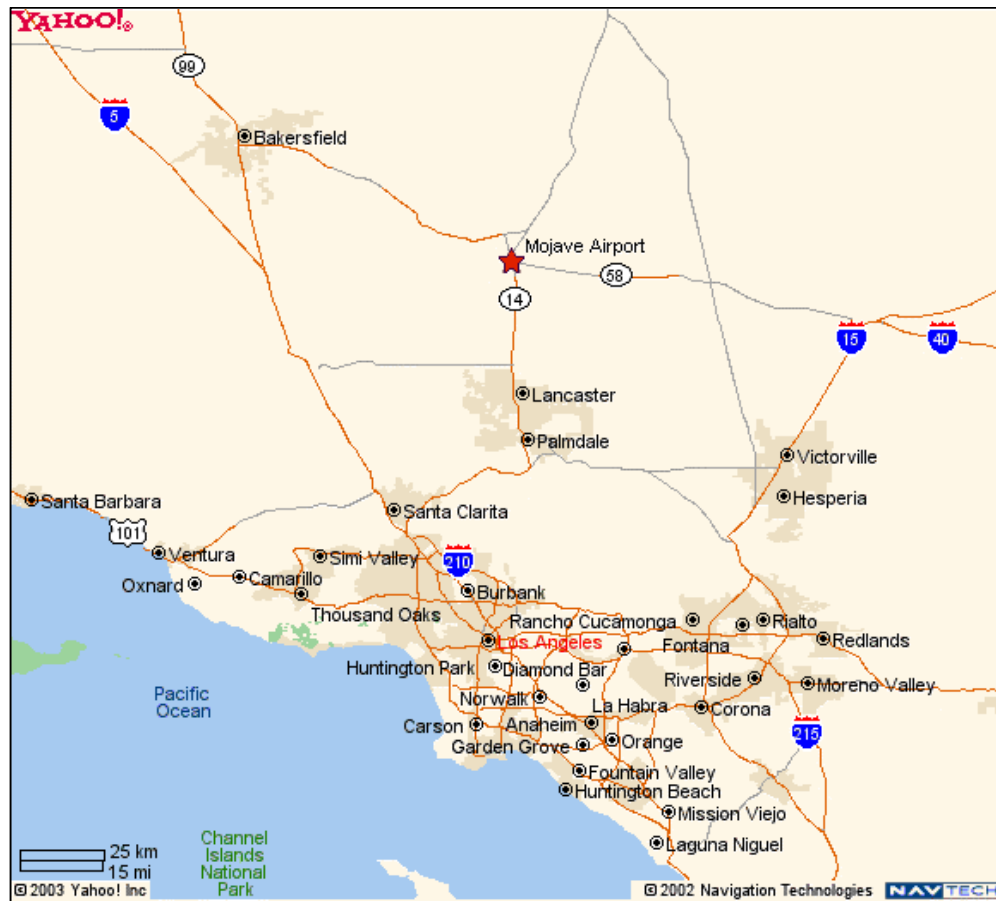 YAHOO!®
99
5
Bakersfield
Mojave Airport
58
14
15
40
Lancaster
Palmdale
Victorville
Hesperia
Santa Barbara
Santa Clarita
101
Ventura
Simi Valley
210
Oxnard
Camarillo
Burbank
Thousand Oaks
Rancho Cucamonga
Rialto
Los Angeles
Fontana
Redlands
Huntington Park
Diamond Bar
Riverside
Moreno Valley
Pacific
Ocean
Norwalk
La Habra
Corona
Carson
Anaheim
215
Garden Grove
Orange
Fountain Valley
Huntington Beach
Mission Viejo
Laguna Niguel
Channel
Islands
National
Park
25 km
15 mi
© 2003 Yahoo! Inc
© 2002 Navigation Technologies
NAVTECH